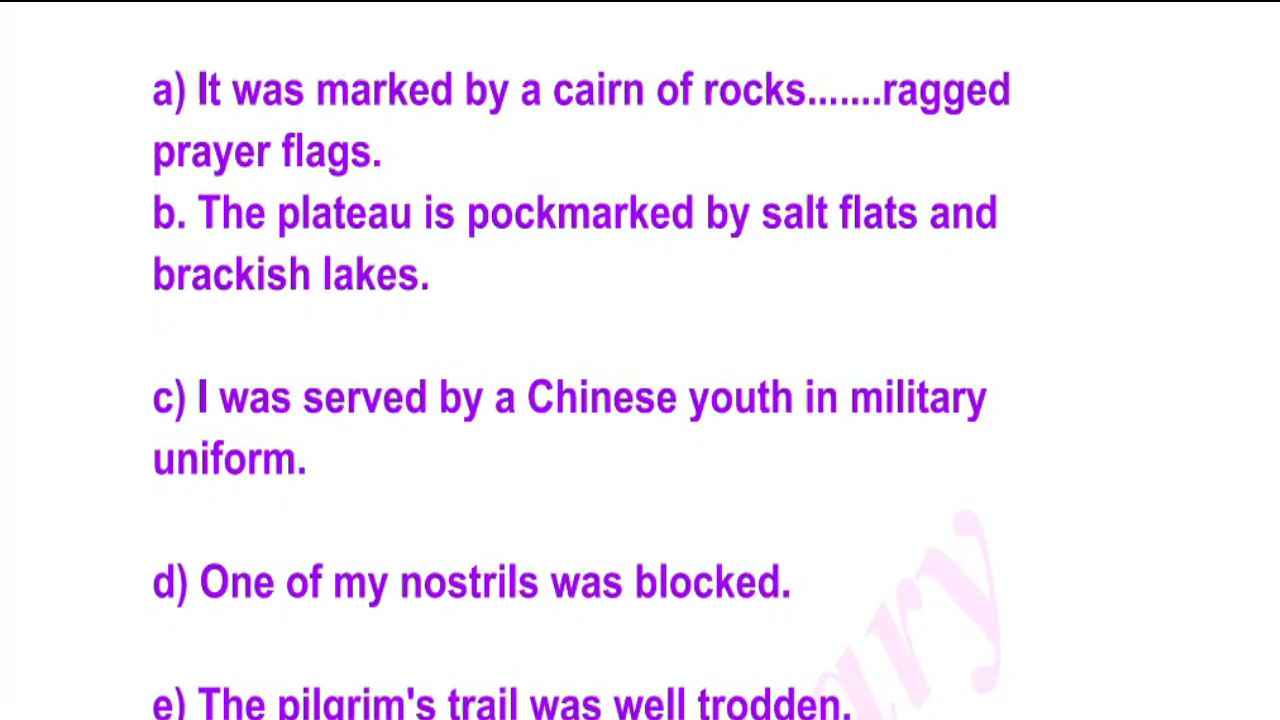 a) It was marked by a cairn of rocks.......ragged
prayer flags.
b. The plateau is pockmarked by salt flats and
brackish lakes.
c) I was served by a Chinese youth in military
uniform.
d) One of my nostrils was blocked.
e) The pilgrim's trail was well trodden.